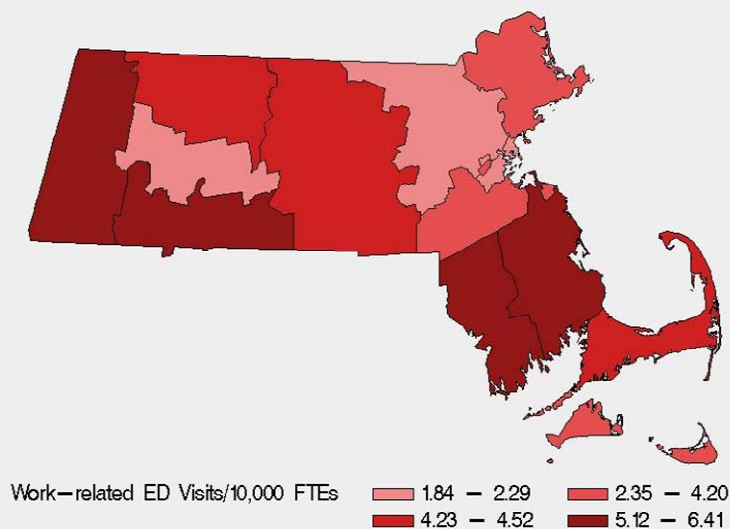 Work-related ED Visits/10,000 FTEs 1.84 - 2.29 2.35 - 4.20
4.23 - 4.52 5.12 - 6.41